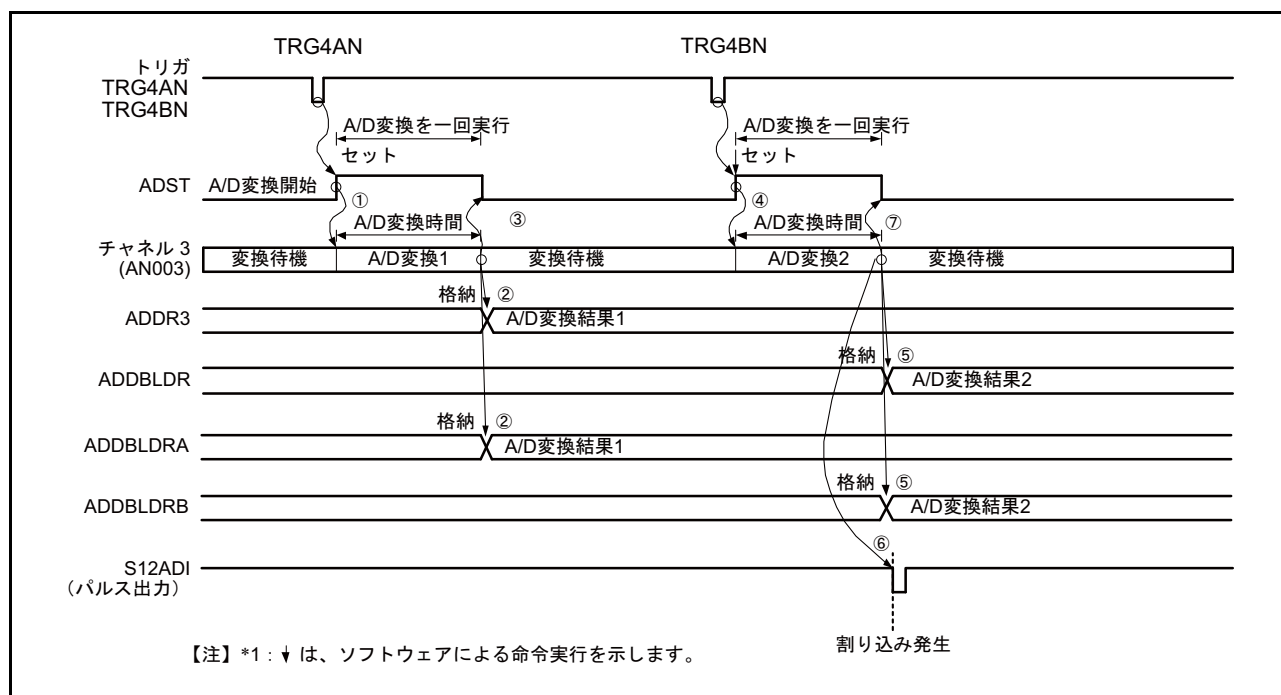 TRG4AN TRG4BN
トリガ
TRG4AN
TRG4BN
A/D変換を一回実行 A/D変換を一回実行
セット セット
ADST A/D変換開始 ① ④
A/D変換時間 ③ A/D変換時間 ⑦
チャネル 3
(AN003) 変換待機 A/D変換1 変換待機 A/D変換2 変換待機
格納 ②
ADDR3 A/D変換結果1
格納 ⑤
ADDBLDR A/D変換結果2
格納 ②
ADDBLDRA A/D変換結果1
格納 ⑤
ADDBLDRB A/D変換結果2
⑥
S12ADI
(パルス出力)
割り込み発生
【注】*1:↓は、ソフトウェアによる命令実行を示します。